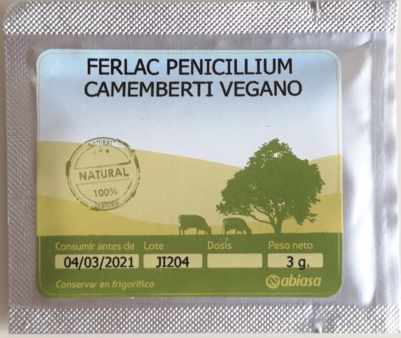 FERLAC PENICILLIUM
CAMEMBERTI VEGANO
NATURAL
NATURAL
100%
Consumir antes de Lote Dosis Peso neto
04/03/2021 JI204 3 g.
Conservar en frigorífico abiasa